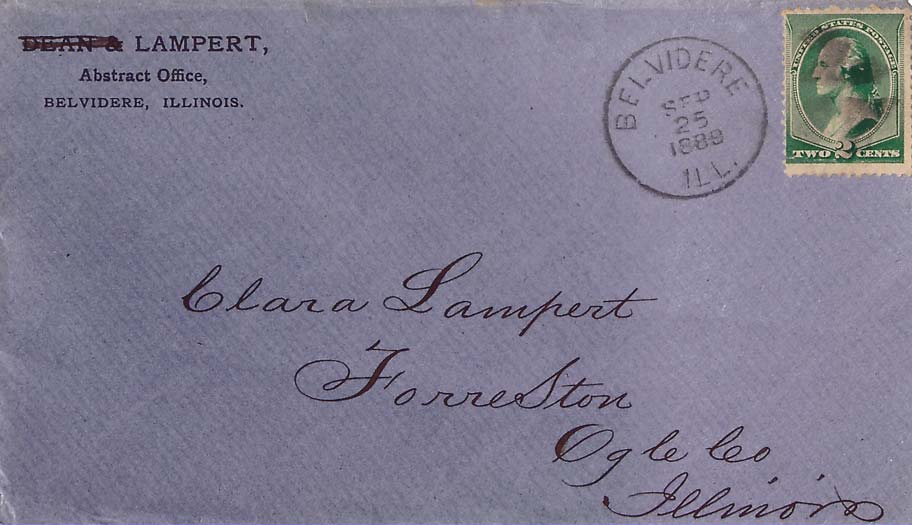 DEAN & LAMPERT,
Abstract Office,
BELVIDERE, ILLINOIS.
BELVIDERE
SEP
25
1889
ILL.
UNITED STATES POSTAGE
TWO 2 CENTS
Clara Lampert
Forreston
Ogle Co
Illinois